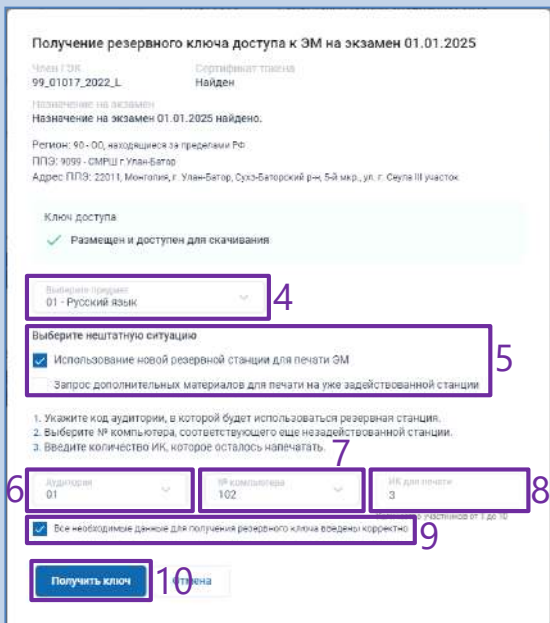 Получение резервного ключа доступа к ЭМ на экзамен 01.01.2025
Член ГЭК
Сертификат токена
99_01017_2022_L
Найден
Назначение на экзамен
Назначение на экзамен 01.01.2025 найдено.
Регион: 90 - ОО, находящиеся за пределами РФ
ППЭ: 9099 - СМРШ г Улан-Батор
Адрес ППЭ: 22011, Монголия, г. Улан-Батор, Сухэ-Баторский р-н, 5-й мкр., ул. г. Сеула III участок
Ключ доступа
Размещен и доступен для скачивания
Выберите предмет
01 - Русский язык
4
Выберите нештатную ситуацию
5
Использование новой резервной станции для печати ЭМ
Запрос дополнительных материалов для печати на уже задействованной станции
1. Укажите код аудитории, в которой будет использоваться резервная станция.
2. Выберите № компьютера, соответствующего еще незадействованной станции.
3. Введите количество ИК, которое осталось напечатать.
7
6
Аудитория
01
№ компьютера
102
ИК для печати
3
8
участников от 1 до 10
Все необходимые данные для получения резервного ключа введены корректно
9
Получить ключ
10
Отмена